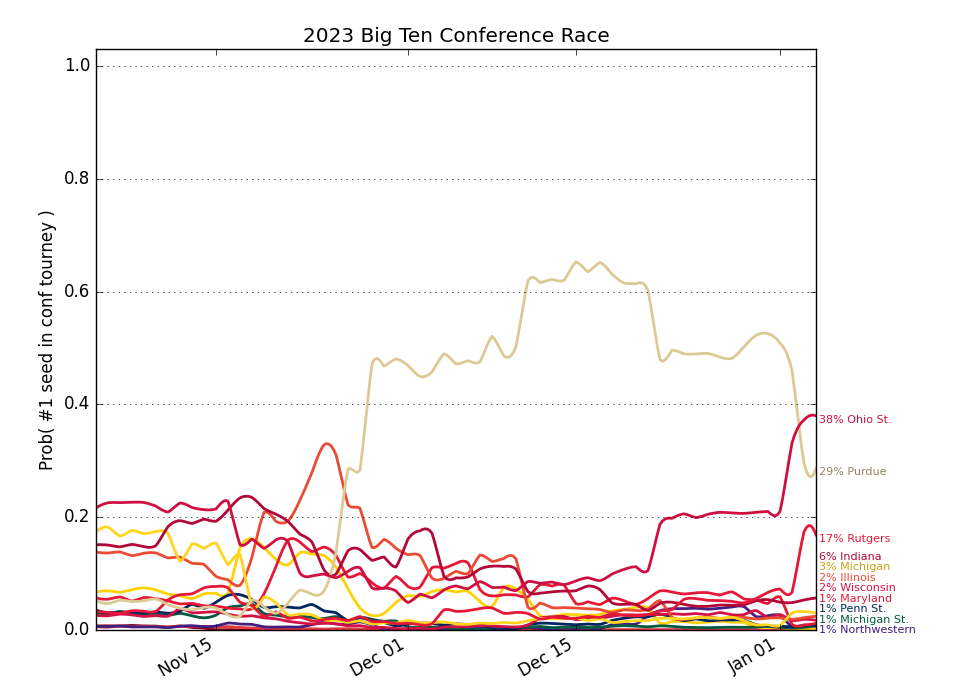 2023 Big Ten Conference Race
Prob( #1 seed in conf tourney )
1.0
0.8
0.6
0.4
0.2
0.0
Nov 15
Dec 01
Dec 15
Jan 01
38% Ohio St.
29% Purdue
17% Rutgers
6% Indiana
3% Michigan
2% Illinois
2% Wisconsin
1% Maryland
1% Penn St.
1% Michigan St.
1% Northwestern